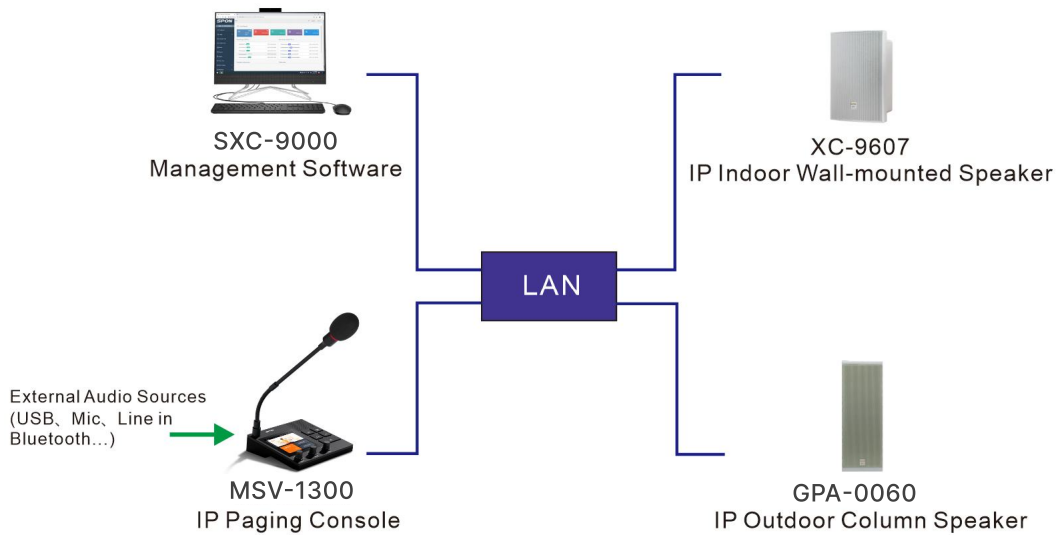 SPON
SXC-9000
Management Software
XC-9607
IP Indoor Wall-mounted Speaker
LAN
External Audio Sources
(USB、Mic、Line in
Bluetooth...)
MSV-1300
IP Paging Console
GPA-0060
IP Outdoor Column Speaker